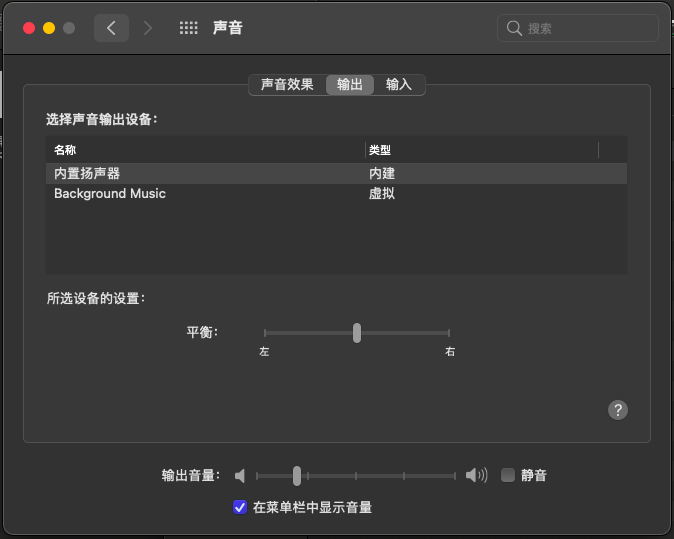 声音
搜索
声音效果 输出 输入
选择声音输出设备：
名称 类型
内置扬声器 内建
Background Music 虚拟
所选设备的设置：
平衡：
左 右
?
输出音量： 静音
在菜单栏中显示音量